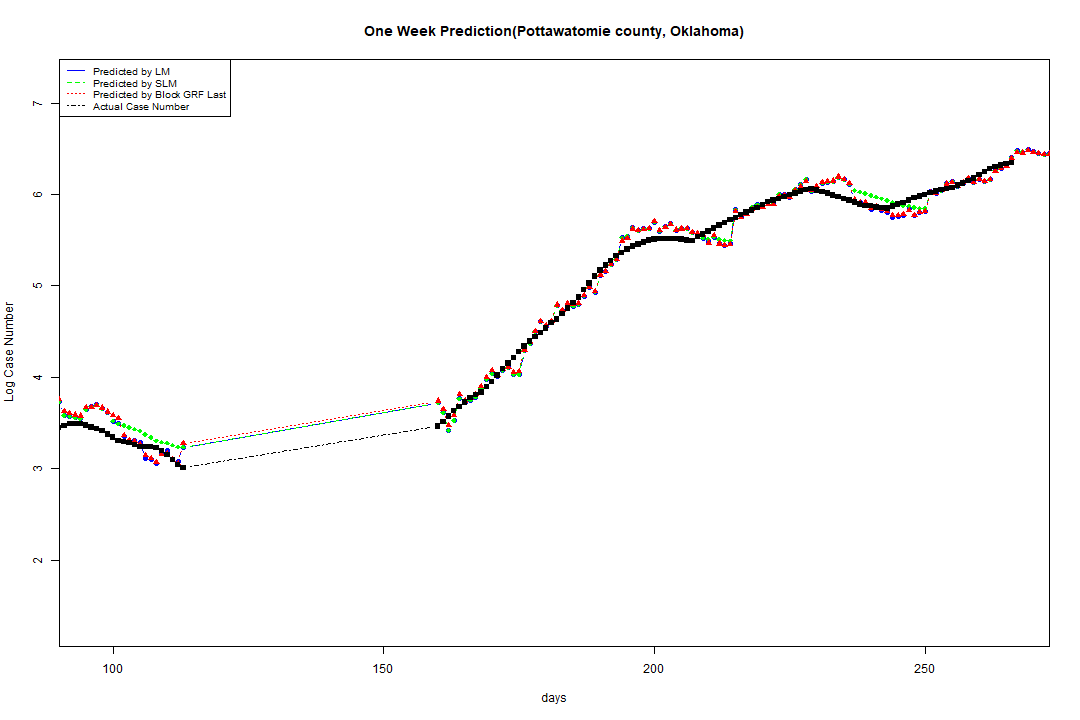 One Week Prediction(Pottawatomie county, Oklahoma)
Predicted by LM
Predicted by SLM
Predicted by Block GRF Last
Actual Case Number
7
6
5
4
3
2
Log Case Number
100 150 200 250
days